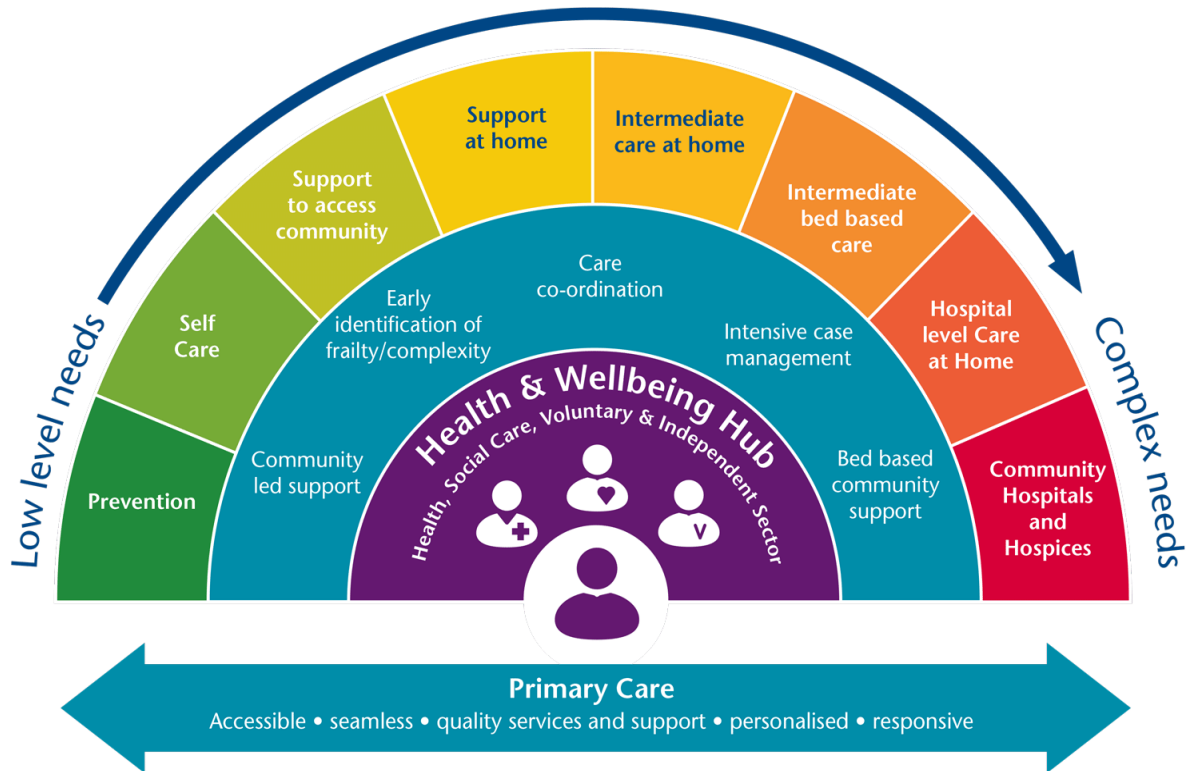 Low level needs
Complex needs
Prevention
Self
Care
Support
to access
community
Support
at home
Intermediate
care at home
Intermediate
bed based
care
Hospital
level Care
at Home
Community
Hospitals
and
Hospices
Community
led support
Early
identification of
frailty/complexity
Care
co-ordination
Intensive case
management
Bed based
community
support
Health & Wellbeing Hub
Health, Social Care, Voluntary & Independent Sector
V
Primary Care
Accessible • seamless • quality services and support • personalised • responsive